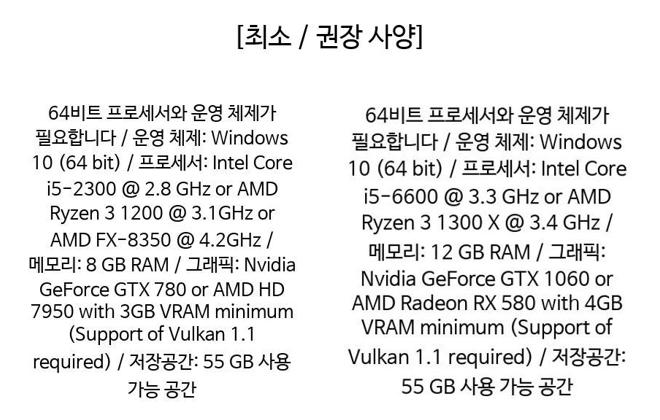 [최소 / 권장 사양]
64비트 프로세서와 운영 체제가
필요합니다 / 운영 체제: Windows
10 (64 bit) / 프로세서: Intel Core
i5-2300 @ 2.8 GHz or AMD
Ryzen 3 1200 @ 3.1GHz or
AMD FX-8350 @ 4.2GHz /
메모리: 8 GB RAM / 그래픽: Nvidia
GeForce GTX 780 or AMD HD
7950 with 3GB VRAM minimum
(Support of Vulkan 1.1
required) / 저장공간: 55 GB 사용
가능 공간
64비트 프로세서와 운영 체제가
필요합니다 / 운영 체제: Windows
10 (64 bit) / 프로세서: Intel Core
i5-6600 @ 3.3 GHz or AMD
Ryzen 3 1300 X @ 3.4 GHz /
메모리: 12 GB RAM / 그래픽:
Nvidia GeForce GTX 1060 or
AMD Radeon RX 580 with 4GB
VRAM minimum (Support of
Vulkan 1.1 required) / 저장공간:
55 GB 사용 가능 공간